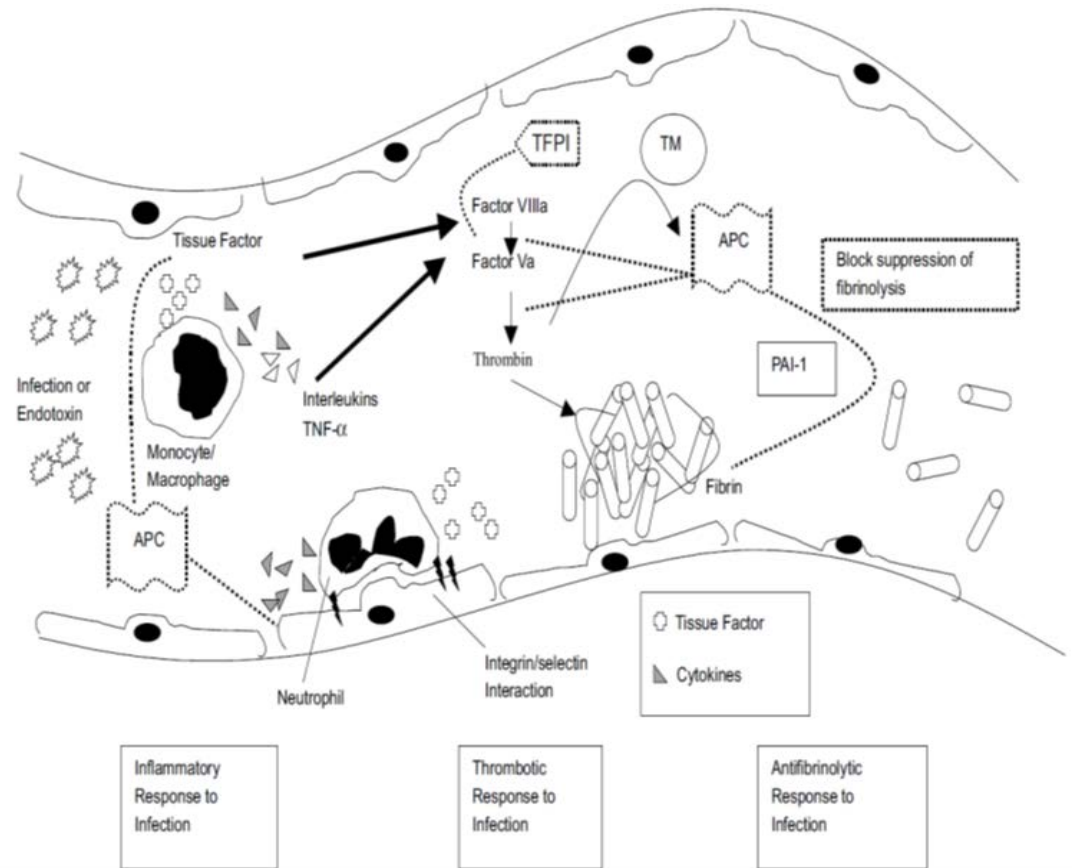 TFPI
TM
Factor VIIIa
Tissue Factor
APC
Factor Va
Block suppression of
fibrinolysis
Thrombin
PAI-1
Infection or
Endotoxin
Interleukins
TNF-α
Monocyte/
Macrophage
Fibrin
APC
Tissue Factor
Cytokines
Integrin/selectin
Interaction
Neutrophil
Inflammatory
Response to
Infection
Thrombotic
Response to
Infection
Antifibrinolytic
Response to
Infection